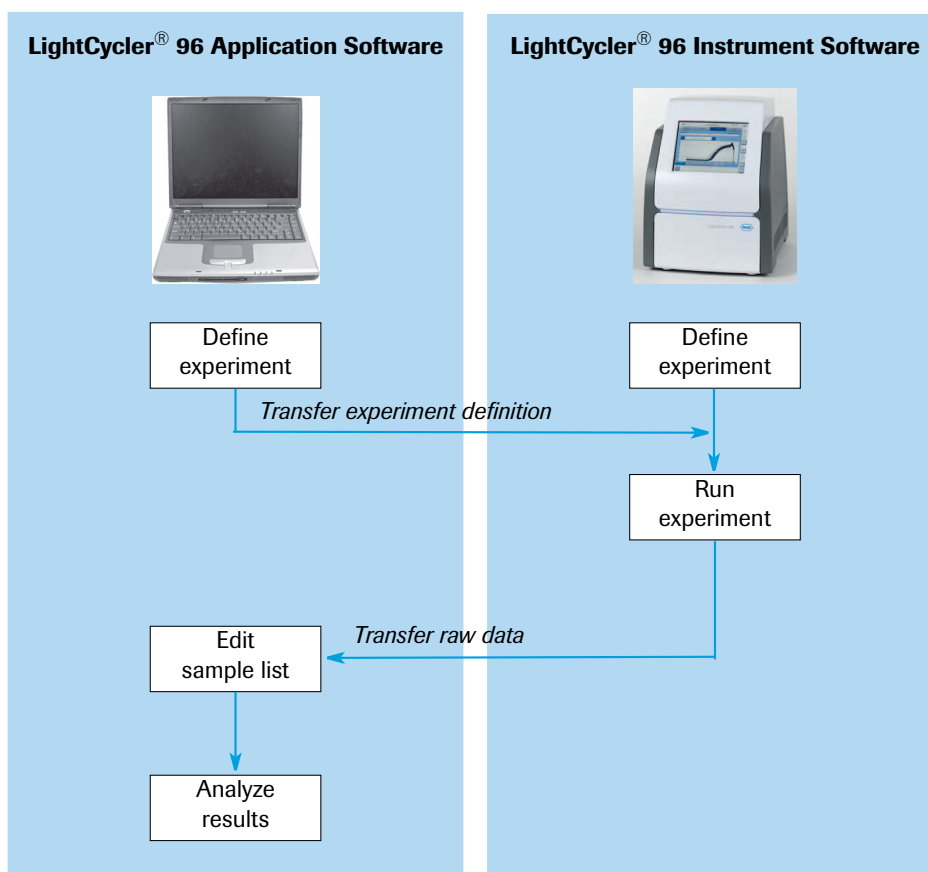 LightCycler® 96 Application Software
LightCycler® 96 Instrument Software
Define
experiment
Define
experiment
Transfer experiment definition
Run
experiment
Transfer raw data
Edit
sample list
Analyze
results